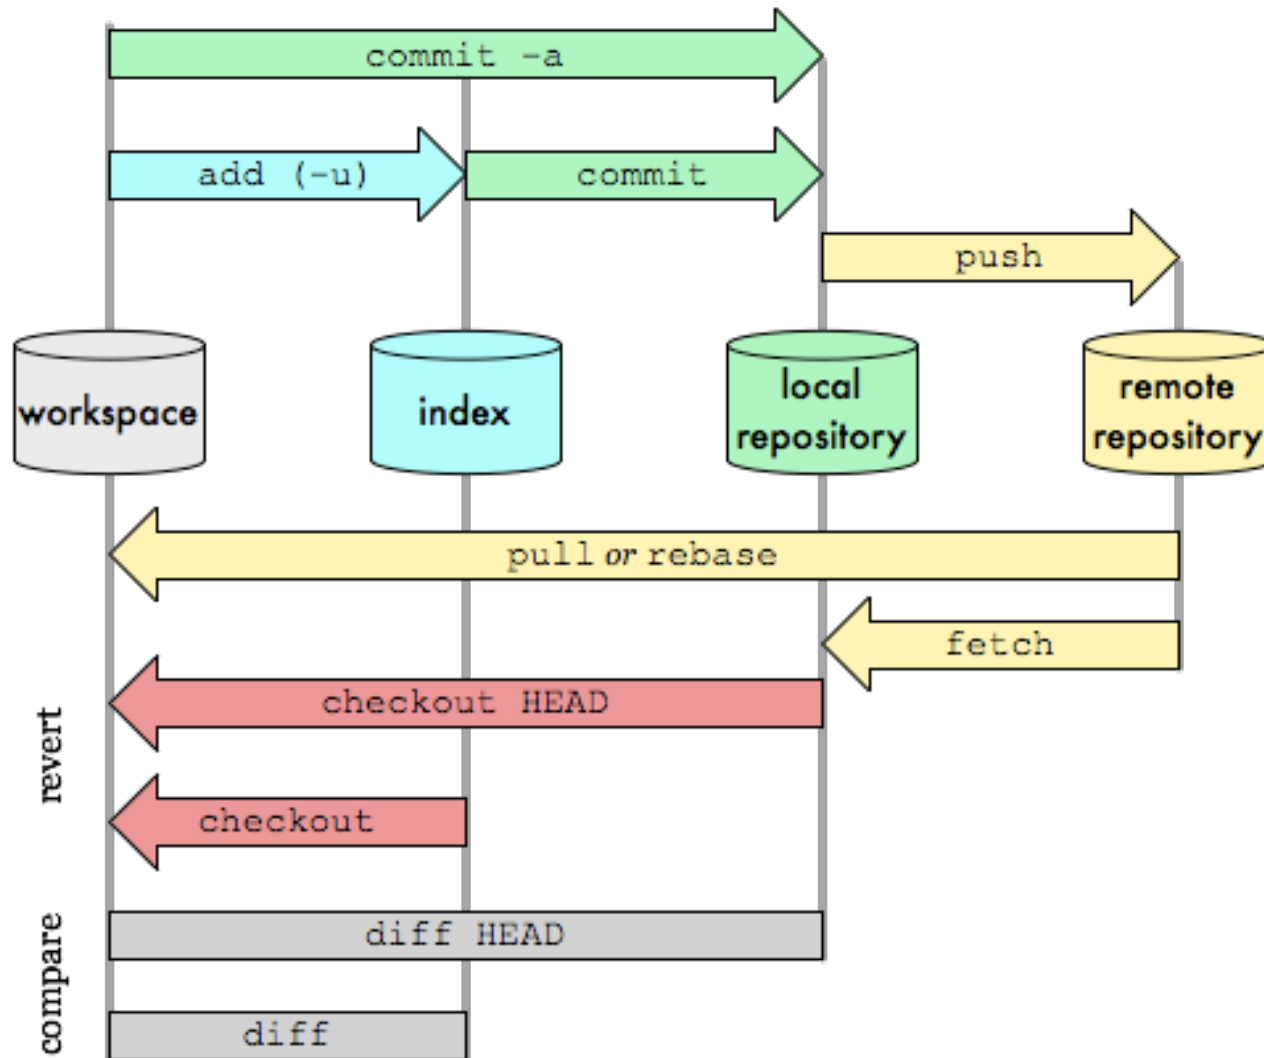 commit -a
add (-u)
commit
push
workspace
index
local
repository
remote
repository
pull or rebase
fetch
revert
checkout HEAD
checkout
compare
diff HEAD
diff